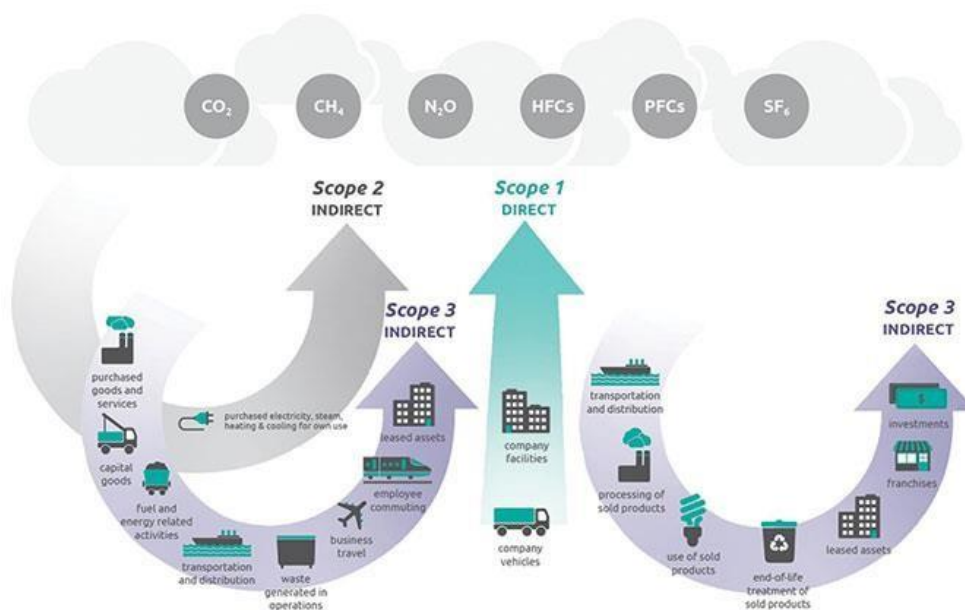 CO₂
CH₄
N₂O
HFCs
PFCs
SF₆
Scope 2
INDIRECT
Scope 1
DIRECT
Scope 3
INDIRECT
Scope 3
INDIRECT
purchased
goods and
services
capital
goods
fuel and
energy related
activities
transportation
and distribution
waste
generated in
operations
business
travel
employee
commuting
leased assets
purchased electricity, steam,
heating & cooling for own use
company
facilities
company
vehicles
transportation
and distribution
processing of
sold products
use of sold
products
end-of-life
treatment of
sold products
leased assets
franchises
$
investments